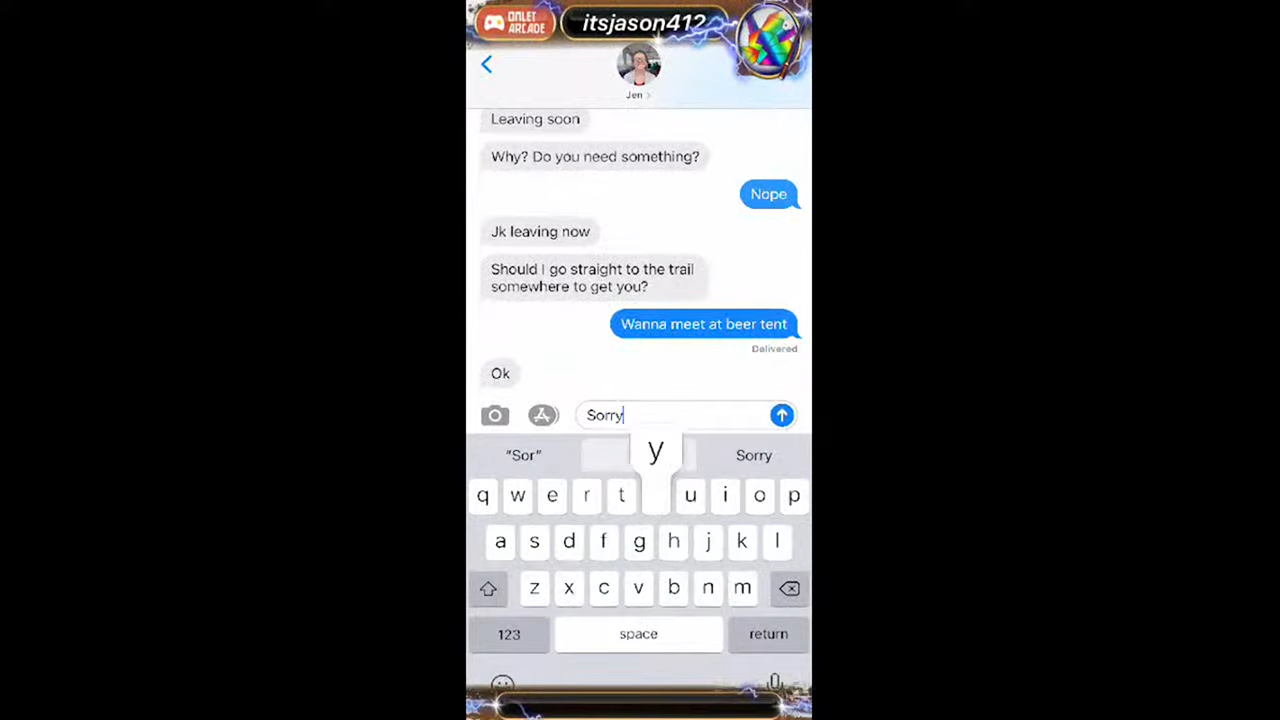 OMLET
ARCADE
itsjason412
Jen
Leaving soon
Why? Do you need something?
Nope
Jk leaving now
Should I go straight to the trail
somewhere to get you?
Wanna meet at beer tent
Delivered
Ok
Sorry
"Sor"
Sorry
y
q w e r t u i o p
a s d f g h j k l
z x c v b n m
123 space return